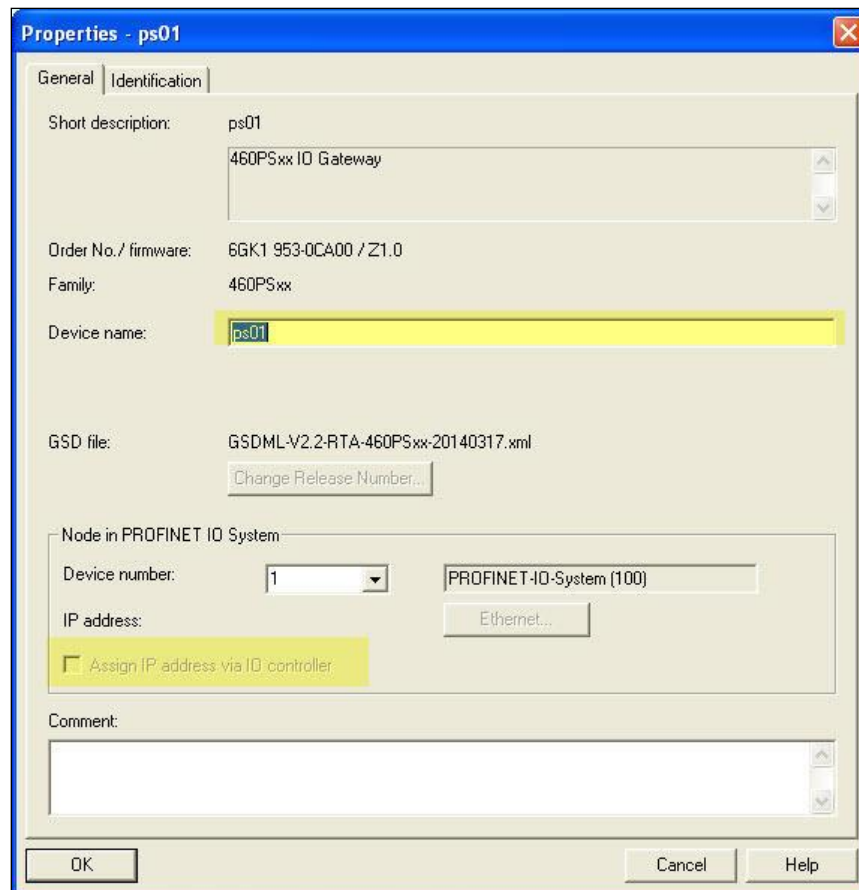 Properties - ps01
General Identification
Short description: ps01
460PSxx IO Gateway
Order No./ firmware: 6GK1 953-0CA00 / Z1.0
Family: 460PSxx
Device name: ps01
GSD file: GSDML-V2.2-RTA-460PSxx-20140317.xml
Change Release Number...
Node in PROFINET IO System
Device number: 1 PROFINET-IO-System (100)
IP address: Ethernet...
Assign IP address via IO controller
Comment:
OK Cancel Help